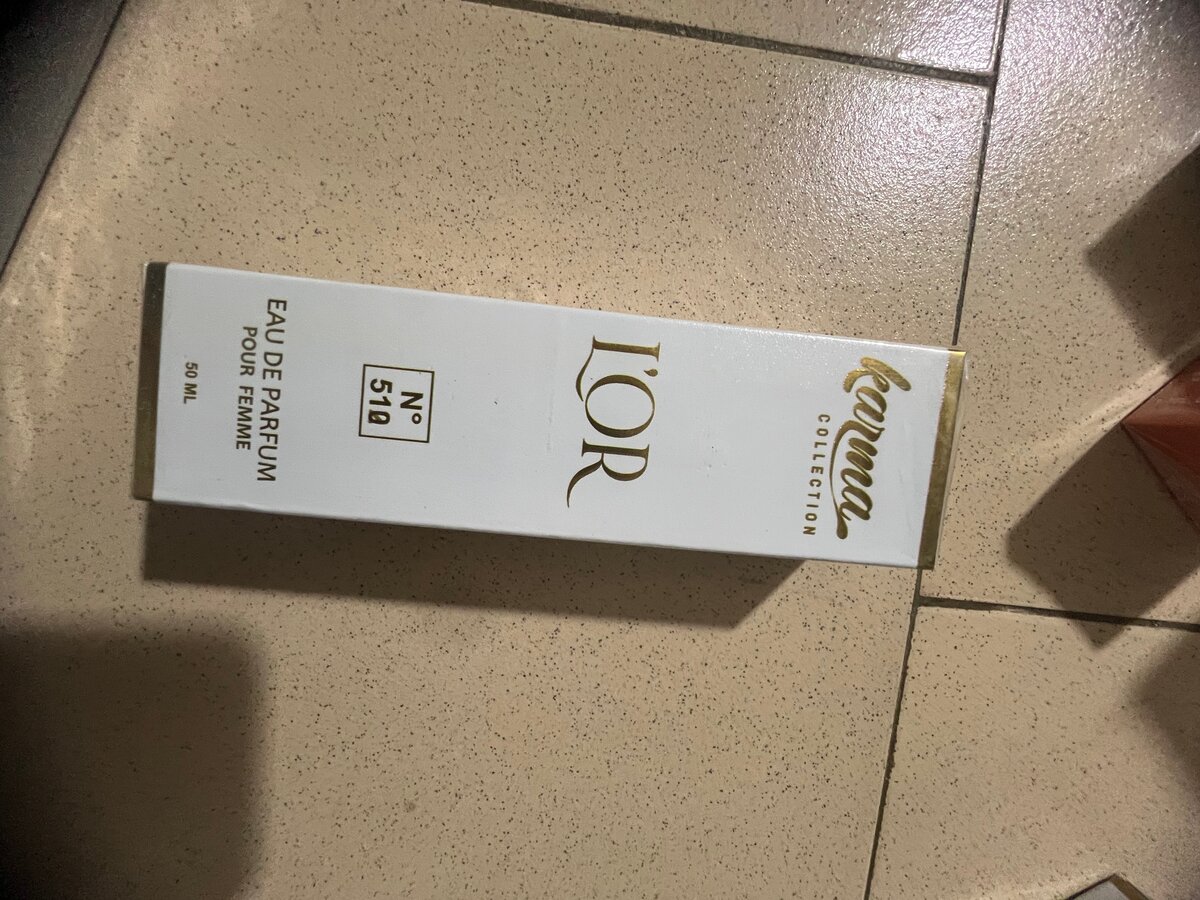 karma
COLLECTION
L'OR
N°
510
EAU DE PARFUM
POUR FEMME
50 ML